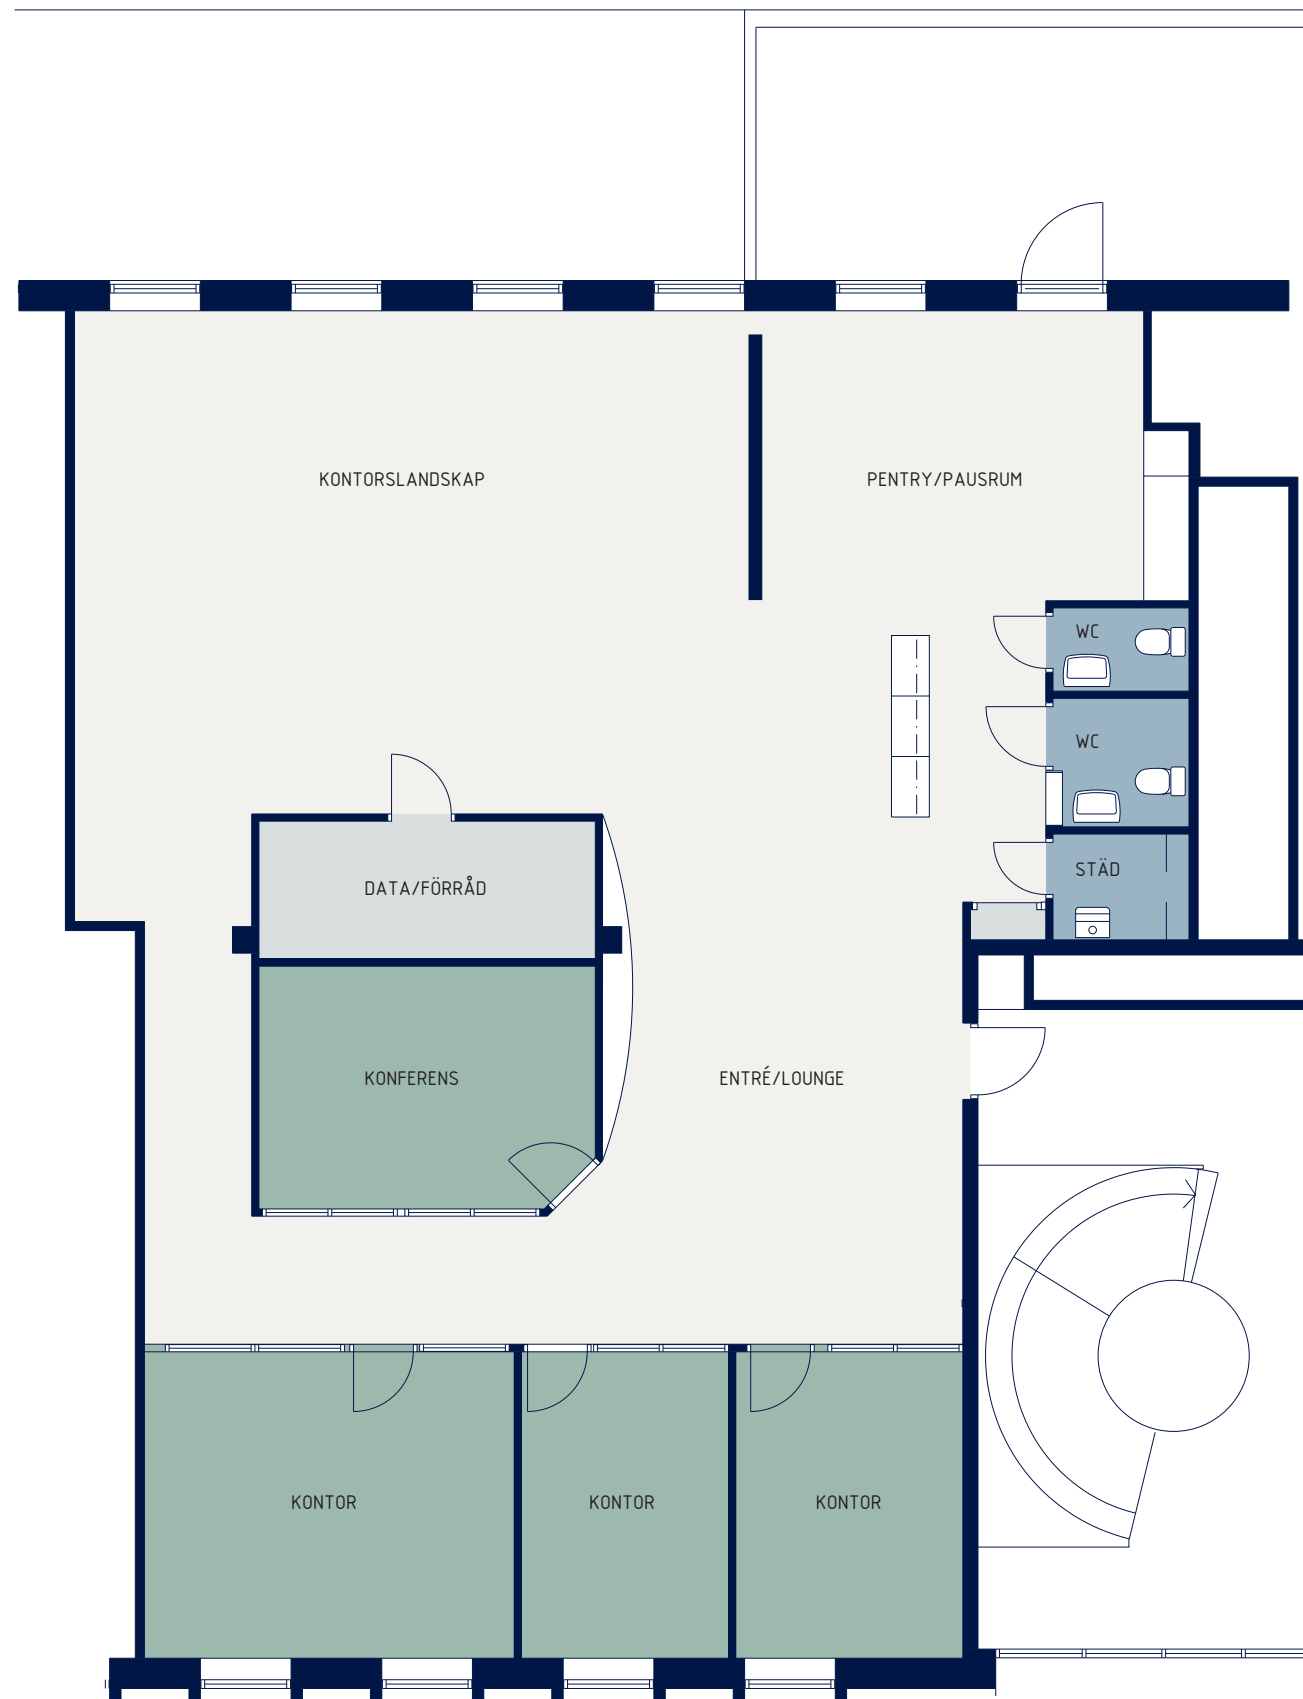 KONTORSLANDSKAP
PENTRY/PAUSRUM
WC
WC
STÄD
DATA/FÖRRÅD
KONFERENS
ENTRÉ/LOUNGE
KONTOR
KONTOR
KONTOR